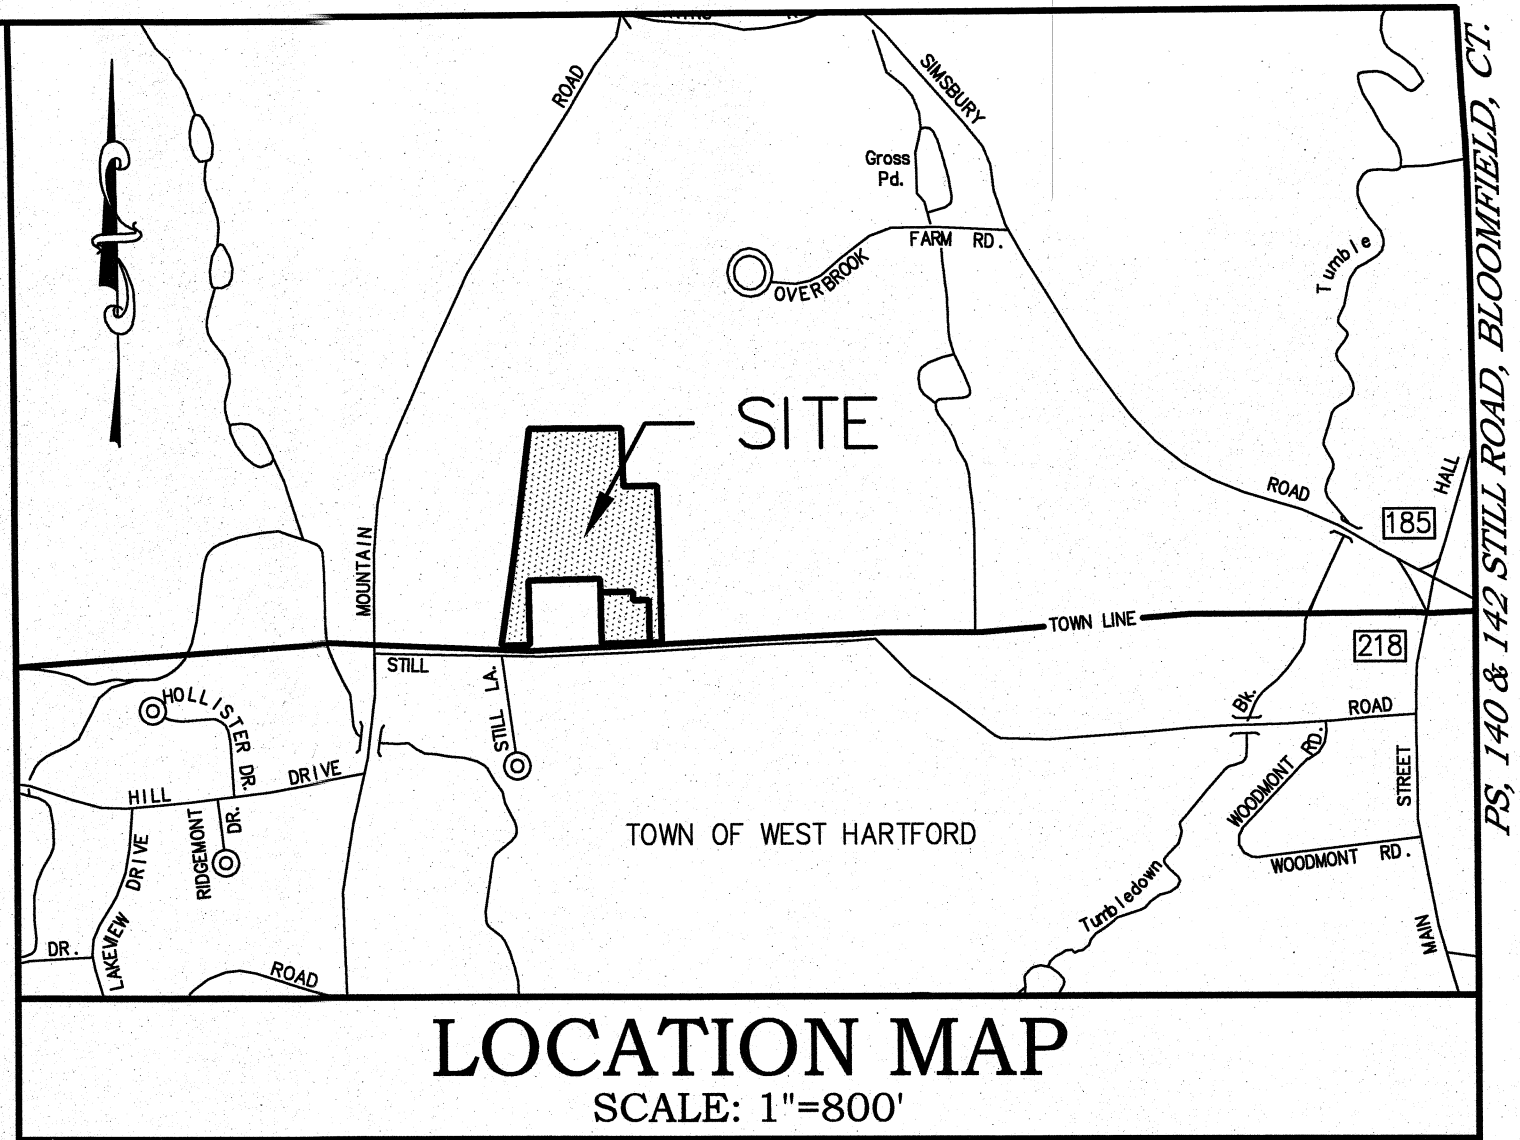 ROAD
SIMSBURY
Gross
Pd.
FARM RD.
OVERBROOK
Tumble
SITE
HALL
ROAD
185
MOUNTAIN
TOWN LINE
218
STILL
STILL LA.
HOLLISTER DR.
Bk.
ROAD
WOODMONT RD.
STREET
HILL DRIVE
RIDGEMONT DR.
DRIVE
LAKEVIEW
TOWN OF WEST HARTFORD
WOODMONT RD.
Tumbledown
MAIN
DR.
ROAD
LOCATION MAP
SCALE: 1"=800'
PS, 140 & 142 STILL ROAD, BLOOMFIELD, CT.